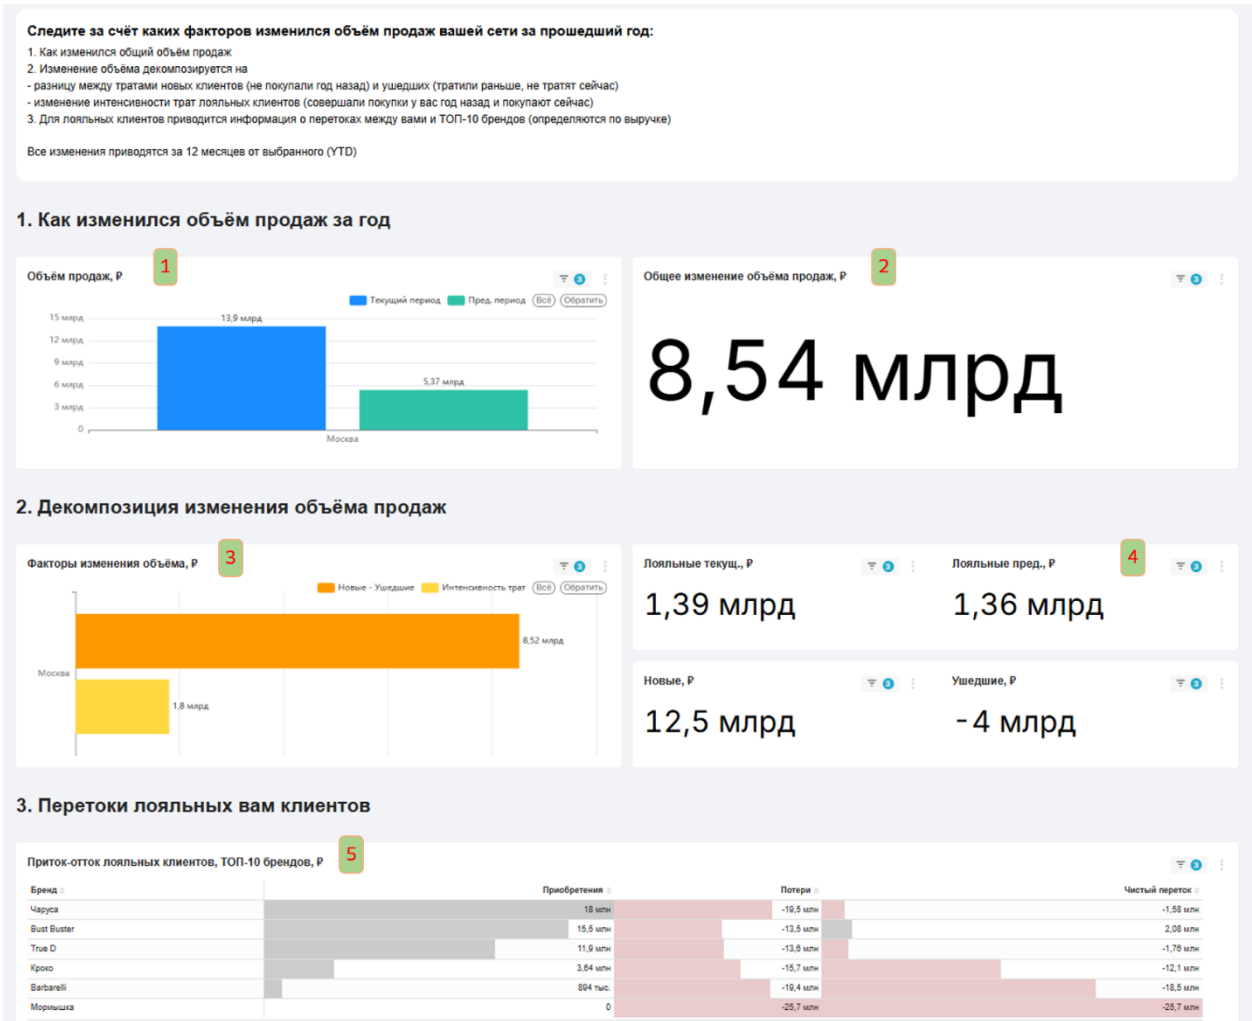 Следите за счёт каких факторов изменился объём продаж вашей сети за прошедший год:
1. Как изменился общий объём продаж
2. Изменение объёма декомпозируется на
- разницу между тратами новых клиентов (не покупали год назад) и ушедших (тратили раньше, не тратят сейчас)
- изменение интенсивности трат лояльных клиентов (совершали покупки у вас год назад и покупают сейчас)
3. Для лояльных клиентов приводится информация о перетоках между вами и ТОП-10 брендов (определяются по выручке)
Все изменения приводятся за 12 месяцев от выбранного (YTD)
1. Как изменился объём продаж за год
Объём продаж, ₽
1
3
Текущий период Пред. период Всё Обратить
15 млрд
12 млрд
9 млрд
6 млрд
3 млрд
0
13,9 млрд
5,37 млрд
Москва
Общее изменение объёма продаж, ₽
2
3
8,54 млрд
2. Декомпозиция изменения объёма продаж
Факторы изменения объёма, ₽
3
3
Новые - Ушедшие Интенсивность трат Всё Обратить
8,52 млрд
Москва
1,8 млрд
Лояльные текущ., ₽
3
1,39 млрд
Лояльные пред., ₽
4
3
1,36 млрд
Новые, ₽
3
12,5 млрд
Ушедшие, ₽
3
-4 млрд
3. Перетоки лояльных вам клиентов
Приток-отток лояльных клиентов, ТОП-10 брендов, ₽
5
3
Бренд Приобретения Потери Чистый переток
Чаруса 18 млн -19,5 млн -1,58 млн
Bust Buster 15,5 млн -13,5 млн 2,08 млн
True D 11,9 млн -13,6 млн -1,76 млн
Кроко 3,64 млн -15,7 млн -12,1 млн
Barbarelli 894 тыс. -19,4 млн -18,5 млн
Мормышка 0 -25,7 млн -25,7 млн